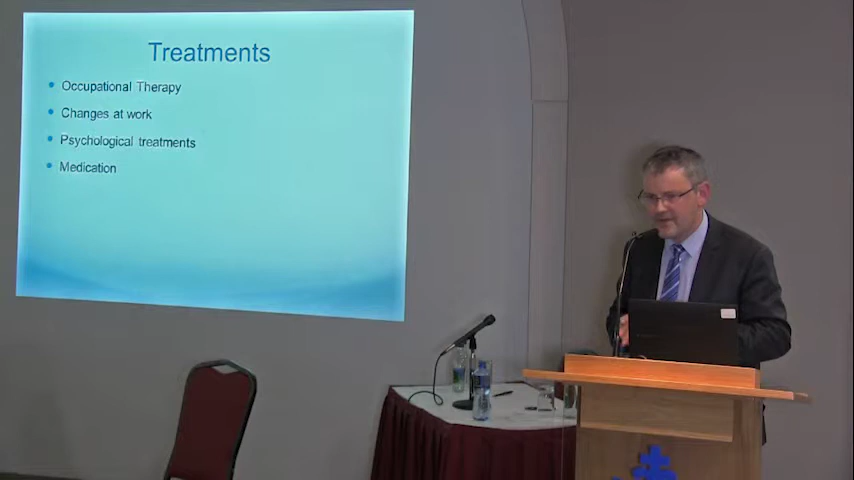 Treatments
Occupational Therapy
Changes at work
Psychological treatments
Medication